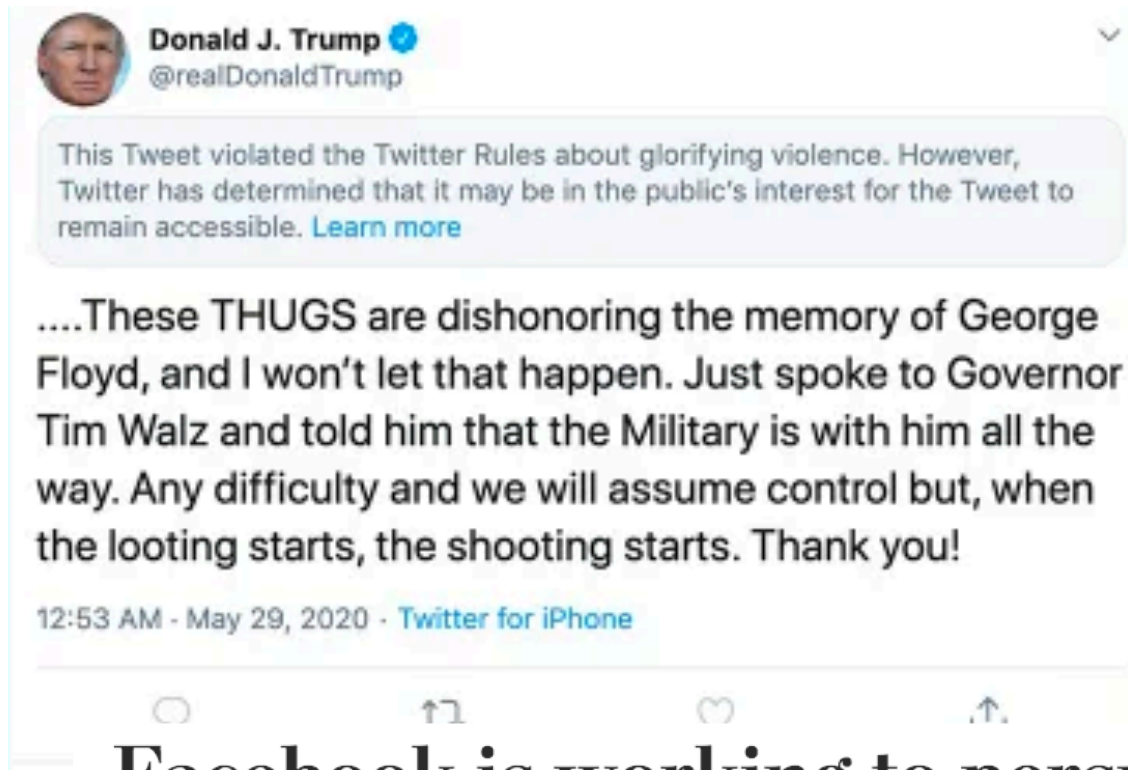 Donald J. Trump
@realDonaldTrump
This Tweet violated the Twitter Rules about glorifying violence. However,
Twitter has determined that it may be in the public's interest for the Tweet to
remain accessible. Learn more
....These THUGS are dishonoring the memory of George
Floyd, and I won't let that happen. Just spoke to Governor
Tim Walz and told him that the Military is with him all the
way. Any difficulty and we will assume control but, when
the looting starts, the shooting starts. Thank you!
12:53 AM · May 29, 2020 · Twitter for iPhone
Facebook is working to